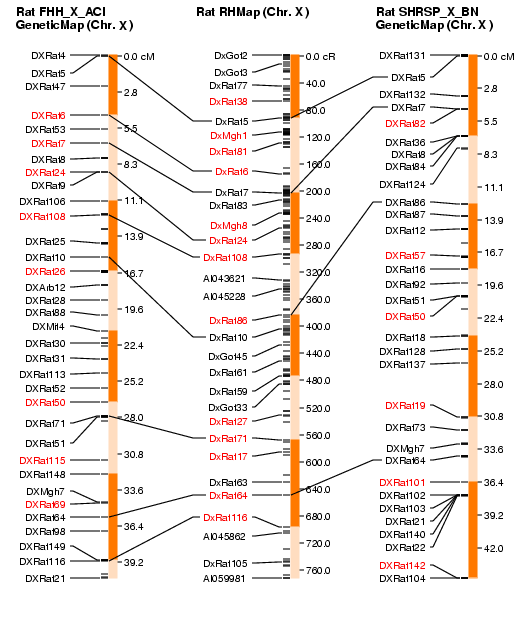 Rat FHH_X_ACI
GeneticMap (Chr. X)
DXRat4
DXRat5
DXRat47
DXRat6
DXRat53
DXRat7
DXRat8
DXRat24
DXRat9
DXRat106
DXRat108
DXRat25
DXRat10
DXRat26
DXArb12
DXRat28
DXRat88
DXMit4
DXRat30
DXRat31
DXRat113
DXRat52
DXRat50
DXRat71
DXRat51
DXRat115
DXRat148
DXMgh7
DXRat69
DXRat64
DXRat98
DXRat149
DXRat116
DXRat21
0.0 cM
2.8
5.5
8.3
11.1
13.9
16.7
19.6
22.4
25.2
28.0
30.8
33.6
36.4
39.2
Rat RHMap (Chr. X)
DxGot2
DxGot3
DxRat77
DxRat38
DxRat5
DxMgh1
DxRat81
DxRat6
DxRat7
DxRat83
DxMgh8
DxRat24
DxRat108
AI043621
AI045228
DxRat86
DxRat10
DxGot45
DxRat61
DxRat59
DxGot33
DxRat27
DxRat71
DxRat17
DxRat63
DxRat64
DxRat116
AI045862
DxRat105
AI059981
0.0 cR
40.0
80.0
120.0
160.0
200.0
240.0
280.0
320.0
360.0
400.0
440.0
480.0
520.0
560.0
600.0
640.0
680.0
720.0
760.0
Rat SHRSP_X_BN
GeneticMap (Chr. X)
DXRat131
DXRat5
DXRat132
DXRat7
DXRat82
DXRat36
DXRat8
DXRat84
DXRat124
DXRat86
DXRat87
DXRat12
DXRat57
DXRat16
DXRat92
DXRat51
DXRat50
DXRat18
DXRat128
DXRat137
DXRat19
DXRat73
DXMgh7
DXRat64
DXRat101
DXRat102
DXRat103
DXRat21
DXRat140
DXRat22
DXRat142
DXRat104
0.0 cM
2.8
5.5
8.3
11.1
13.9
16.7
19.6
22.4
25.2
28.0
30.8
33.6
36.4
39.2
42.0